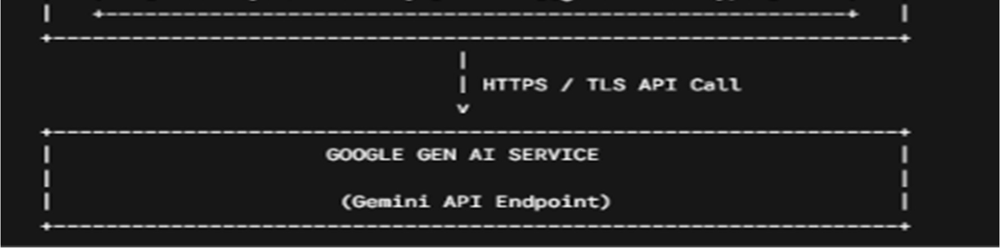 HTTPS / TLS API Call
GOOGLE GEN AI SERVICE
(Gemini API Endpoint)